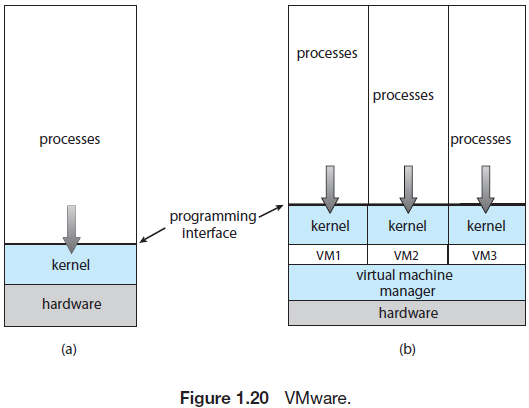 processes
kernel
hardware
(a)
programming
interface
processes
processes
processes
kernel
kernel
kernel
VM1
VM2
VM3
virtual machine
manager
hardware
(b)
Figure 1.20 VMware.